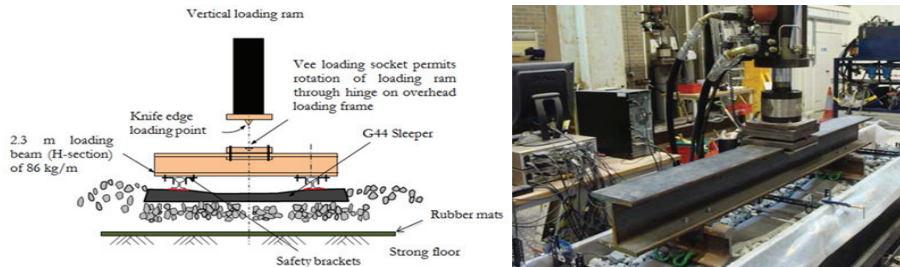 Vertical loading ram
Vee loading socket permits
rotation of loading ram
through hinge on overhead
loading frame
Knife edge
loading point
G44 Sleeper
2.3 m loading
beam (H-section)
of 86 kg/m
Rubber mats
Strong floor
Safety brackets